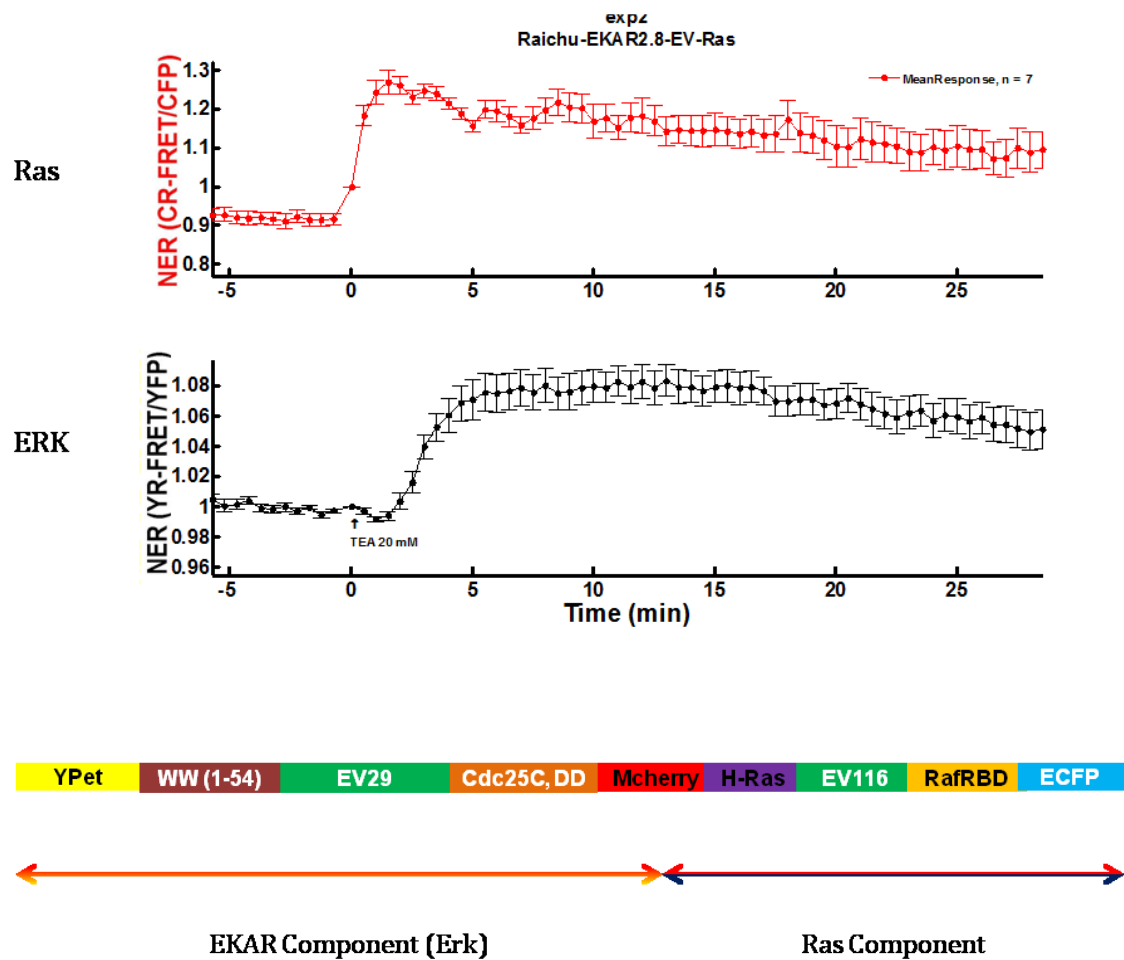 exp2
Raichu-EKAR2.8-EV-Ras
Ras
NER (CR-FRET/CFP)
1.3
1.2
1.1
1
0.9
0.8
MeanResponse, n = 7
-5 0 5 10 15 20 25
ERK
NER (YR-FRET/YFP)
1.08
1.06
1.04
1.02
1
0.98
0.96
TEA 20 mM
-5 0 5 10 15 20 25
Time (min)
YPet WW (1-54) EV29 Cdc25C, DD Mcherry H-Ras EV116 RafRBD ECFP
EKAR Component (Erk) Ras Component